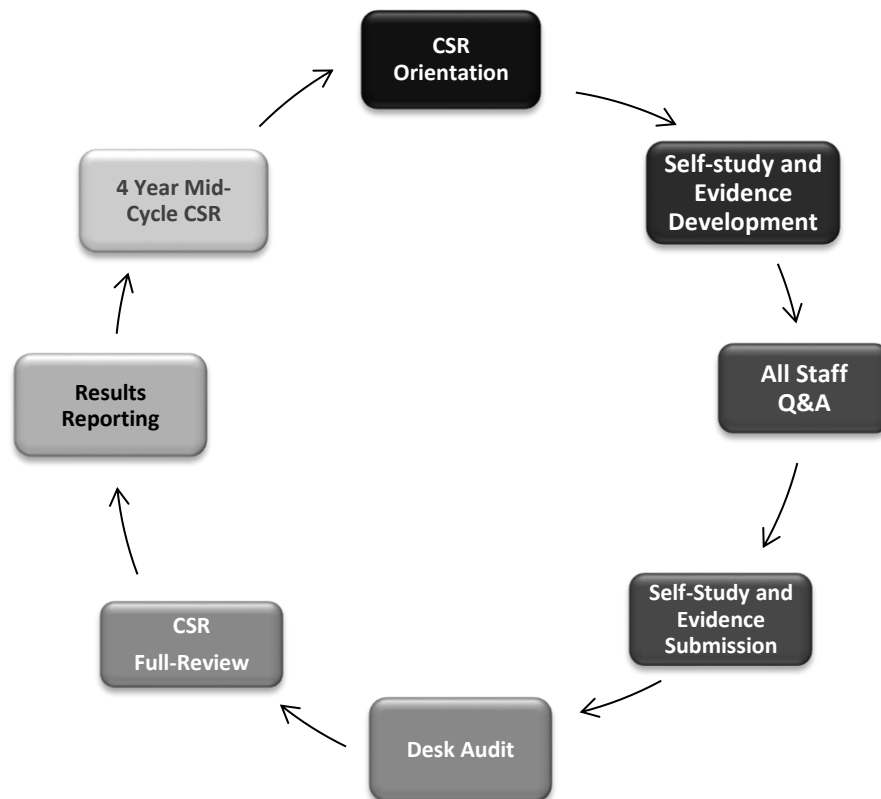 CSR
Orientation
Self-study and
Evidence
Development
All Staff
Q&A
Self-Study and
Evidence
Submission
Desk Audit
CSR
Full-Review
Results
Reporting
4 Year Mid-
Cycle CSR